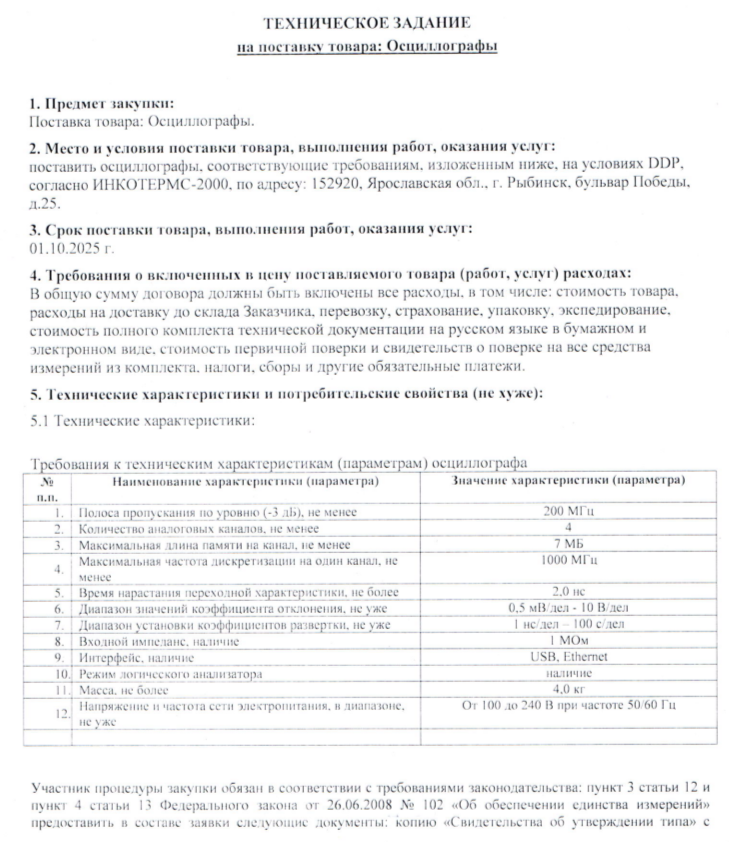 ТЕХНИЧЕСКОЕ ЗАДАНИЕ
на поставку товара: Осциллографы
1. Предмет закупки:
Поставка товара: Осциллографы.
2. Место и условия поставки товара, выполнения работ, оказания услуг:
поставить осциллографы, соответствующие требованиям, изложенным ниже, на условиях DDP,
согласно ИНКОТЕРМС-2000, по адресу: 152920, Ярославская обл., г. Рыбинск, бульвар Победы,
д.25.
3. Срок поставки товара, выполнения работ, оказания услуг:
01.10.2025 г.
4. Требования о включенных в цену поставляемого товара (работ, услуг) расходах:
В общую сумму договора должны быть включены все расходы, в том числе: стоимость товара,
расходы на доставку до склада Заказчика, перевозку, страхование, упаковку, экспедирование,
стоимость полного комплекта технической документации на русском языке в бумажном и
электронном виде, стоимость первичной поверки и свидетельств о поверке на все средства
измерений из комплекта, налоги, сборы и другие обязательные платежи.
5. Технические характеристики и потребительские свойства (не хуже):
5.1 Технические характеристики:
Требования к техническим характеристикам (параметрам) осциллографа
№ п.п. Наименование характеристики (параметра) Значение характеристики (параметра)
1. Полоса пропускания по уровню (-3 дБ), не менее 200 МГц
2. Количество аналоговых каналов, не менее 4
3. Максимальная длина памяти на канал, не менее 7 МБ
4. Максимальная частота дискретизации на один канал, не менее 1000 МГц
5. Время нарастания переходной характеристики, не более 2,0 нс
6. Диапазон значений коэффициента отклонения, не уже 0,5 мВ/дел - 10 В/дел
7. Диапазон установки коэффициентов развертки, не уже 1 нс/дел – 100 с/дел
8. Входной импеданс, наличие 1 МОм
9. Интерфейс, наличие USB, Ethernet
10. Режим логического анализатора наличие
11. Масса, не более 4,0 кг
12. Напряжение и частота сети электропитания, в диапазоне, не уже От 100 до 240 В при частоте 50/60 Гц
Участник процедуры закупки обязан в соответствии с требованиями законодательства: пункт 3 статьи 12 и
пункт 4 статьи 13 Федерального закона от 26.06.2008 № 102 «Об обеспечении единства измерений»
предоставить в составе заявки следующие документы: копию «Свидетельства об утверждении типа» с